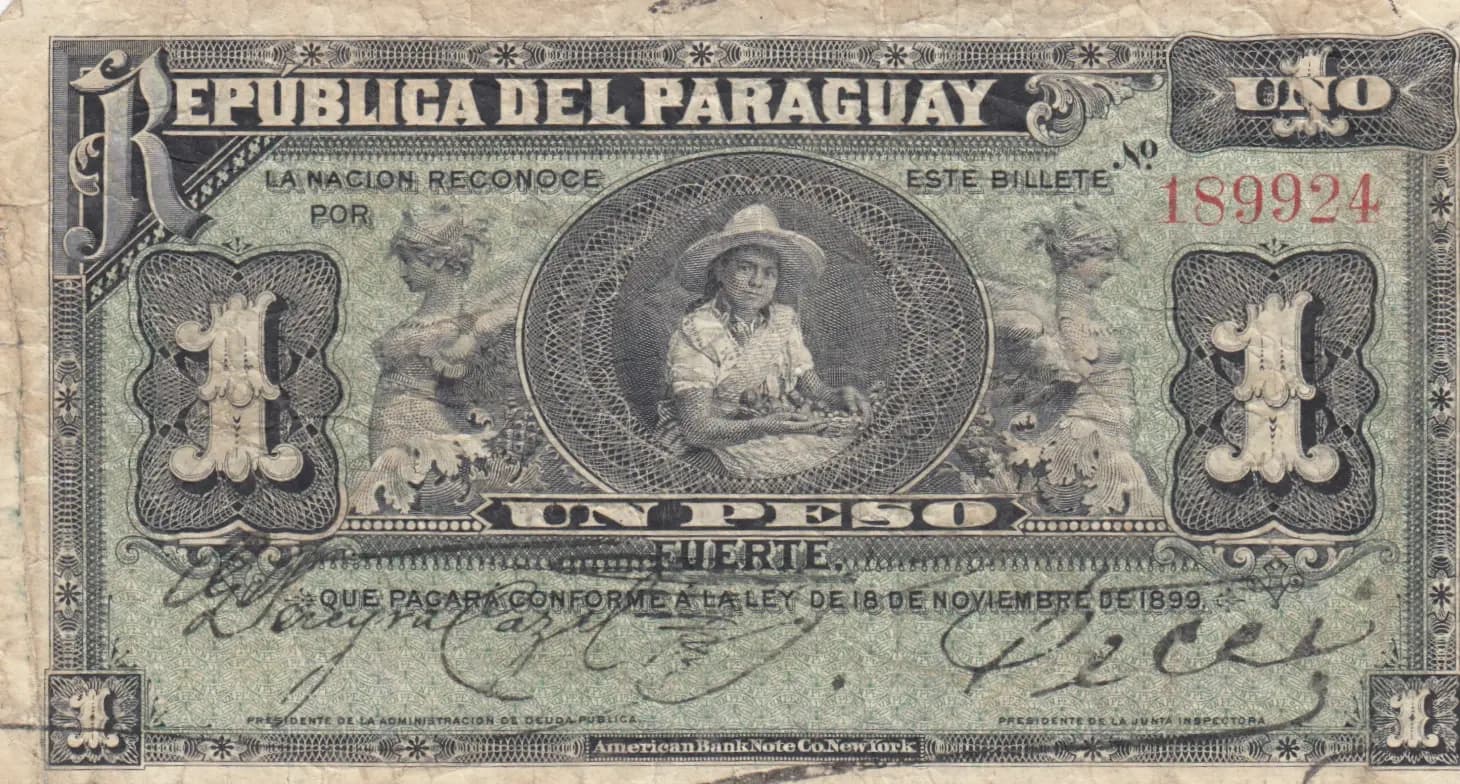 REPÚBLICA DEL PARAGUAY
1
UNO
LA NACION RECONOCE
ESTE BILLETE
Nº
POR
189924
1
1
UN PESO
FUERTE.
QUE PAGARÁ CONFORME Á LA LEY DE 18 DE NOVIEMBRE DE 1899.
1
1
PRESIDENTE DE LA ADMINISTRACION DE DEUDA PUBLICA
PRESIDENTE DE LA JUNTA INSPECTORA
American Bank Note Co. New York